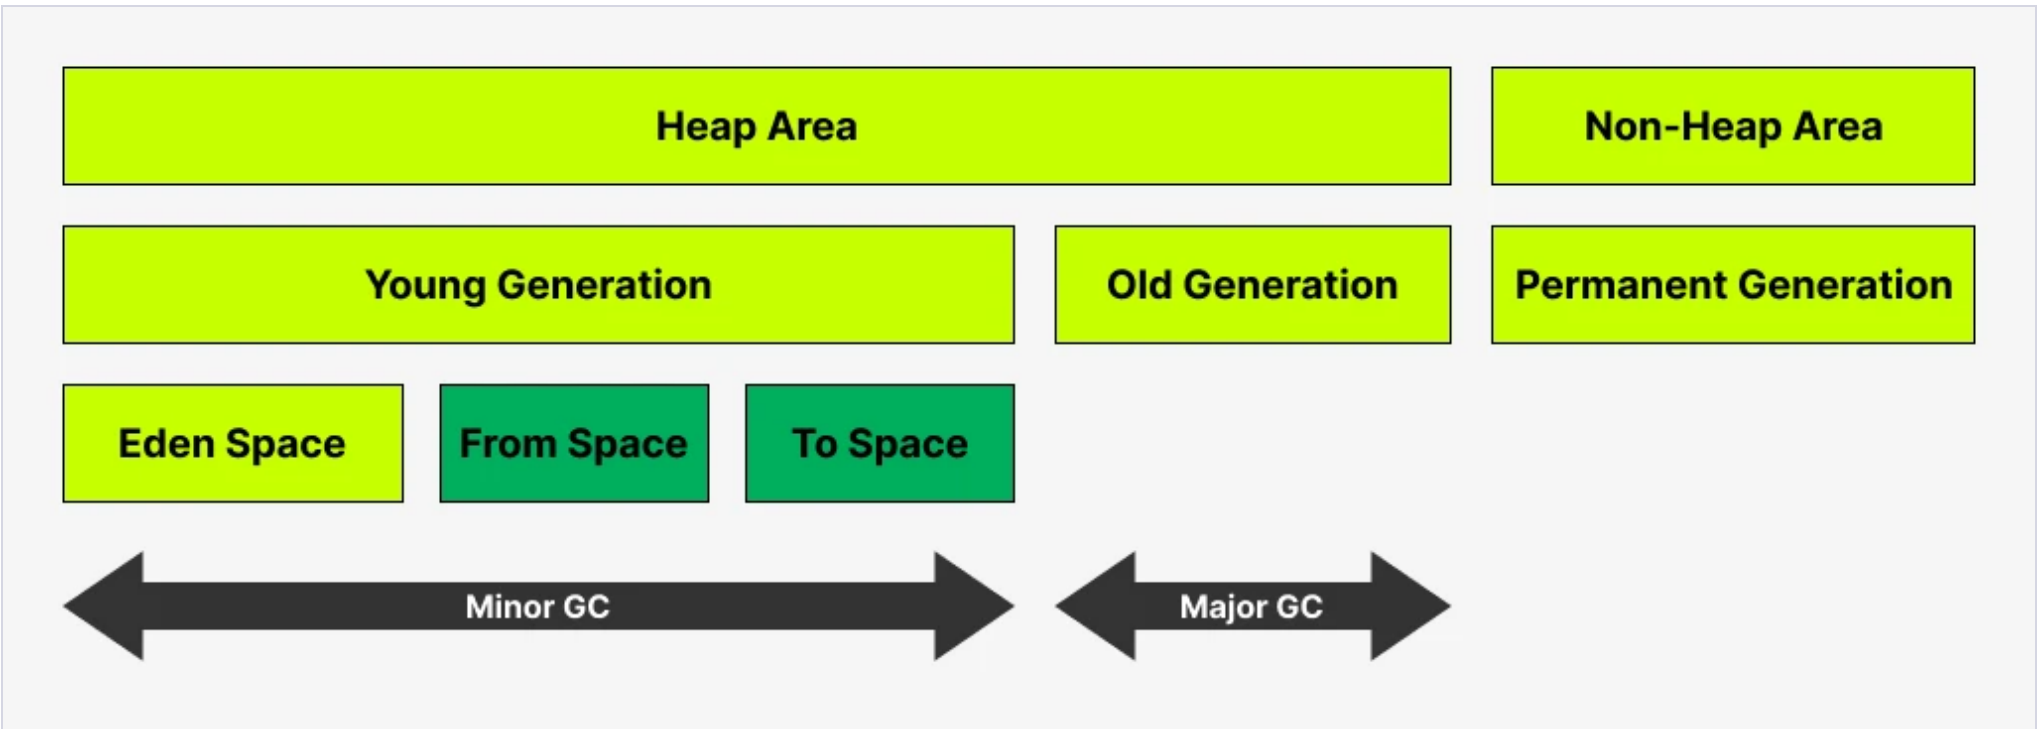 Heap Area
Non-Heap Area
Young Generation
Old Generation
Permanent Generation
Eden Space
From Space
To Space
Minor GC
Major GC